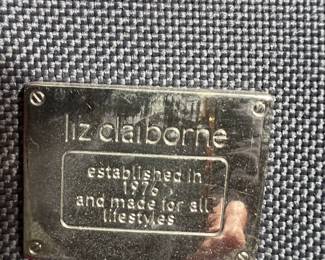 liz claiborne
established in
1976
and made for all
lifestyles